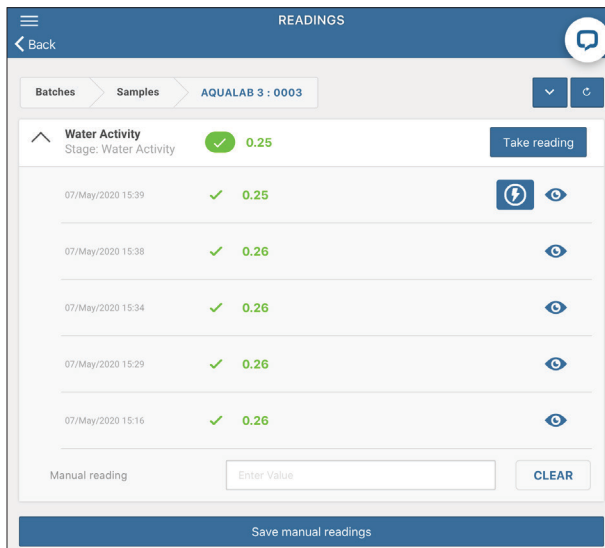 READINGS
Back
Batches Samples AQUALAB 3 : 0003
Water Activity
Stage: Water Activity
0.25
Take reading
07/May/2020 15:39 0.25
07/May/2020 15:38 0.26
07/May/2020 15:34 0.26
07/May/2020 15:29 0.26
07/May/2020 15:16 0.26
Manual reading Enter Value CLEAR
Save manual readings